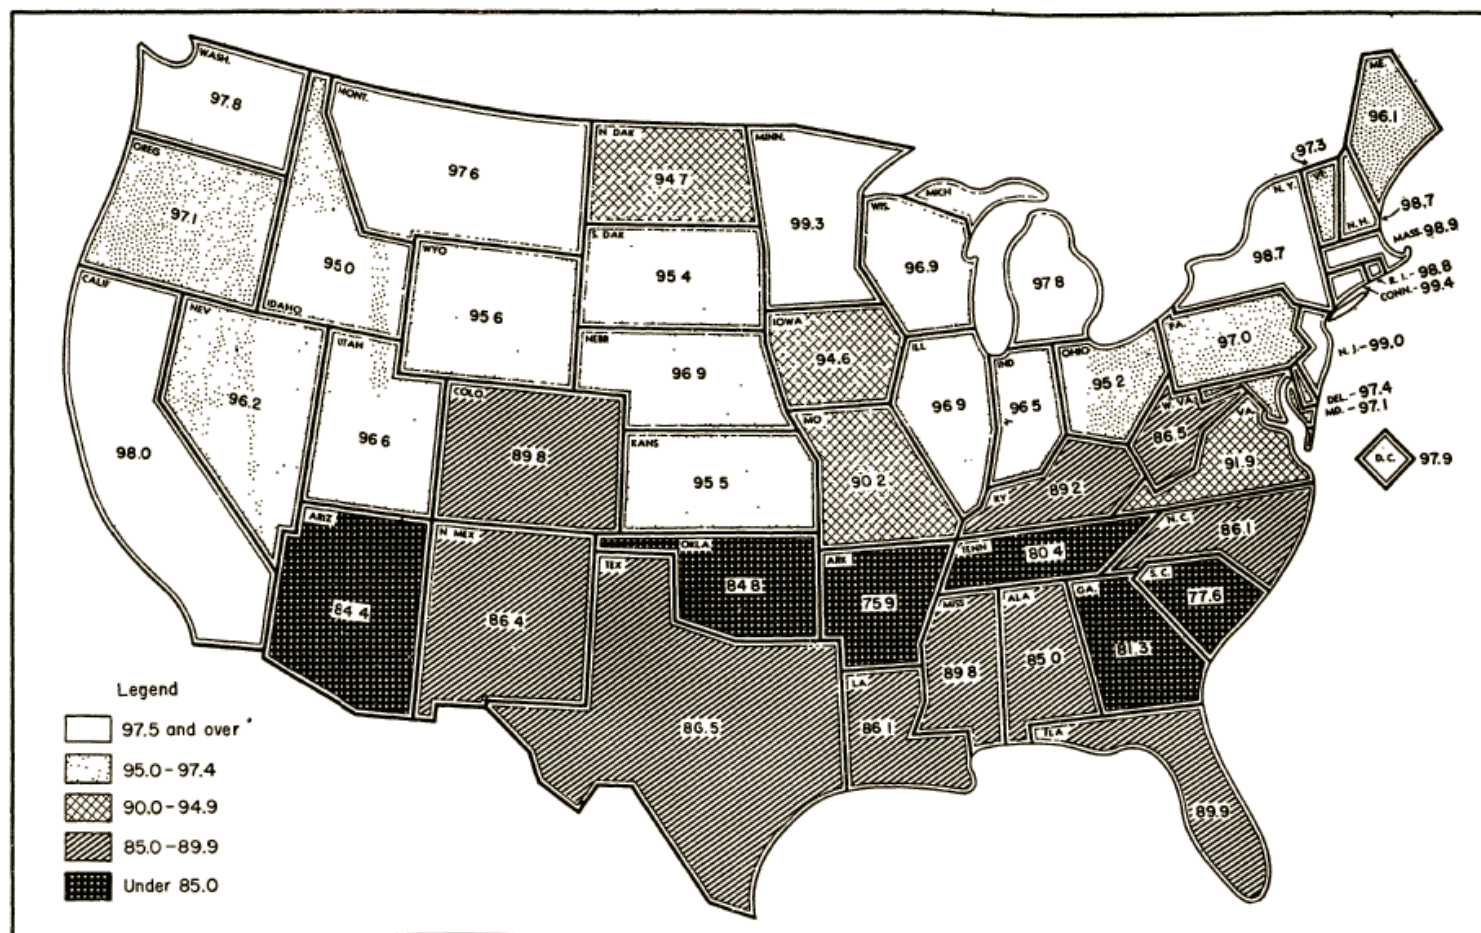 WASH.
97.8
OREG
97.1
CALIF
98.0
IDAHO
95.0
NEV
96.2
MONT.
97.6
WYO
95.6
UTAH
96.6
COLO.
89.8
ARIZ
84.4
N. MEX
86.4
N. DAK
94.7
S. DAK
95.4
NEBR
96.9
KANS
95.5
OKLA.
84.8
TEX
86.5
MINN.
99.3
IOWA
94.6
MO
90.2
ARK
75.9
LA.
86.1
WIS.
96.9
MICH
97.8
ILL
96.9
IND
96.5
OHIO
95.2
KY
89.2
TENN
80.4
MISS
89.8
ALA
85.0
GA.
81.3
FLA
89.9
S.C.
77.6
N.C.
86.1
VA.
91.9
W. VA.
86.5
PA.
97.0
N. Y.
98.7
VT.
97.3
N. H.
98.7
ME.
96.1
MASS-98.9
R. I.-98.8
CONN.-99.4
N. J.-99.0
DEL.-97.4
MD.-97.1
D.C.
97.9
Legend
97.5 and over*
95.0-97.4
90.0-94.9
85.0-89.9
Under 85.0